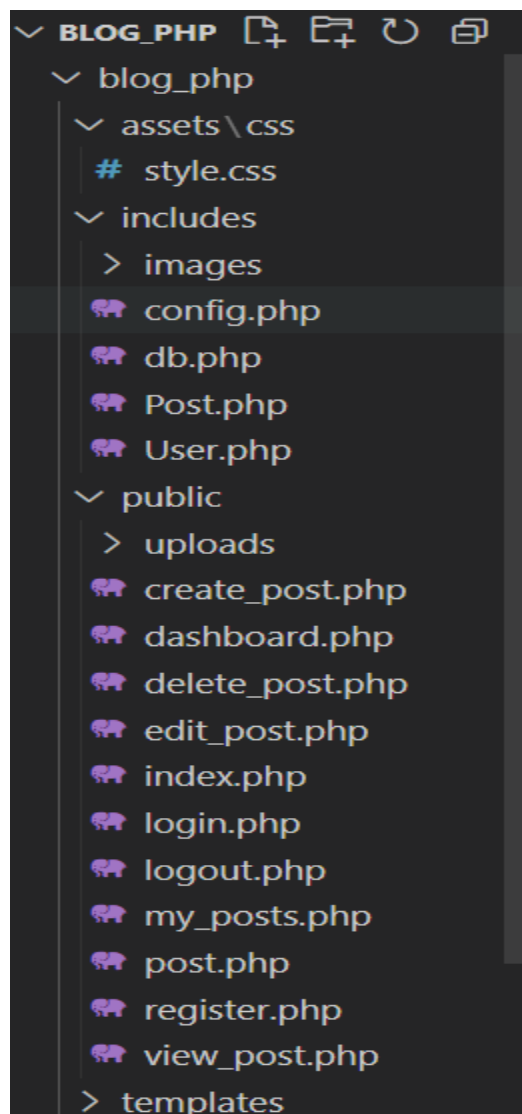 BLOG_PHP
blog_php
assets\css
# style.css
includes
images
config.php
db.php
Post.php
User.php
public
uploads
create_post.php
dashboard.php
delete_post.php
edit_post.php
index.php
login.php
logout.php
my_posts.php
post.php
register.php
view_post.php
templates